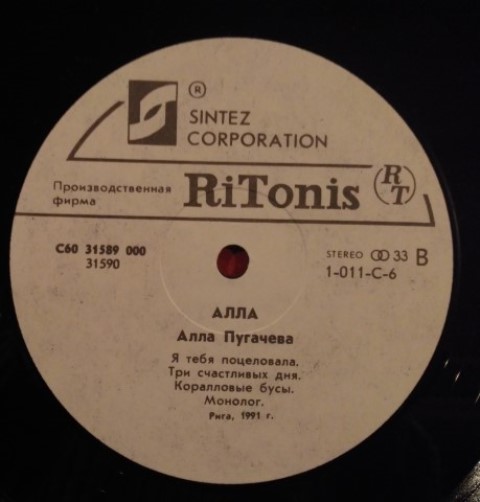 ®
SINTEZ
CORPORATION
Производственная
фирма
RiTonis
RT
С60 31589 000
31590
STEREO 33 B
1-011-С-6
АЛЛА
Алла Пугачева
Я тебя поцеловала.
Три счастливых дня.
Коралловые бусы.
Монолог.
Рига, 1991 г.